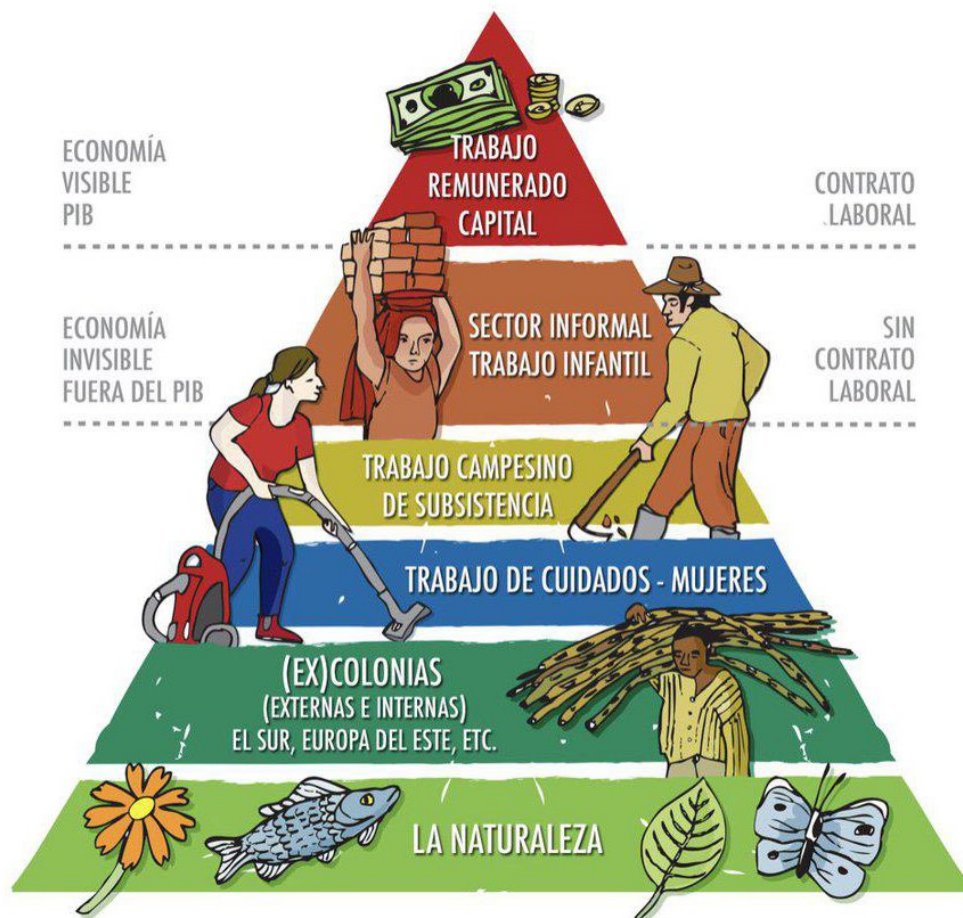 ECONOMÍA
VISIBLE
PIB
TRABAJO
REMUNERADO
CAPITAL
CONTRATO
LABORAL
ECONOMÍA
INVISIBLE
FUERA DEL PIB
SECTOR INFORMAL
TRABAJO INFANTIL
SIN
CONTRATO
LABORAL
TRABAJO CAMPESINO
DE SUBSISTENCIA
TRABAJO DE CUIDADOS - MUJERES
(EX)COLONIAS
(EXTERNAS E INTERNAS)
EL SUR, EUROPA DEL ESTE, ETC.
LA NATURALEZA